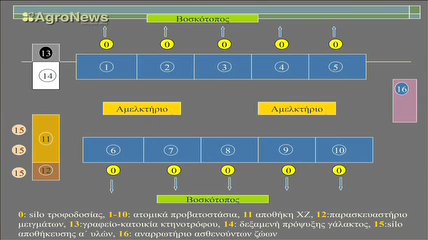 AgroNews
Βοσκότοπος
0 0 0 0 0
13
1 2 3 4 5
14
16
Αμελκτήριο Αμελκτήριο
15
11
15
6 7 8 9 10
15 12
0 0 0 0 0
Βοσκότοπος
0: silo τροφοδοσίας, 1-10: ατομικά προβατοστάσια, 11 αποθήκη ΧΖ, 12:παρασκευαστήριο
μειγμάτων, 13:γραφείο-κατοικία κτηνοτρόφου, 14: δεξαμενή πρόψυξης γάλακτος, 15:silo
αποθήκευσης α΄ υλών, 16: αναρρωτήριο ασθενούντων ζώων